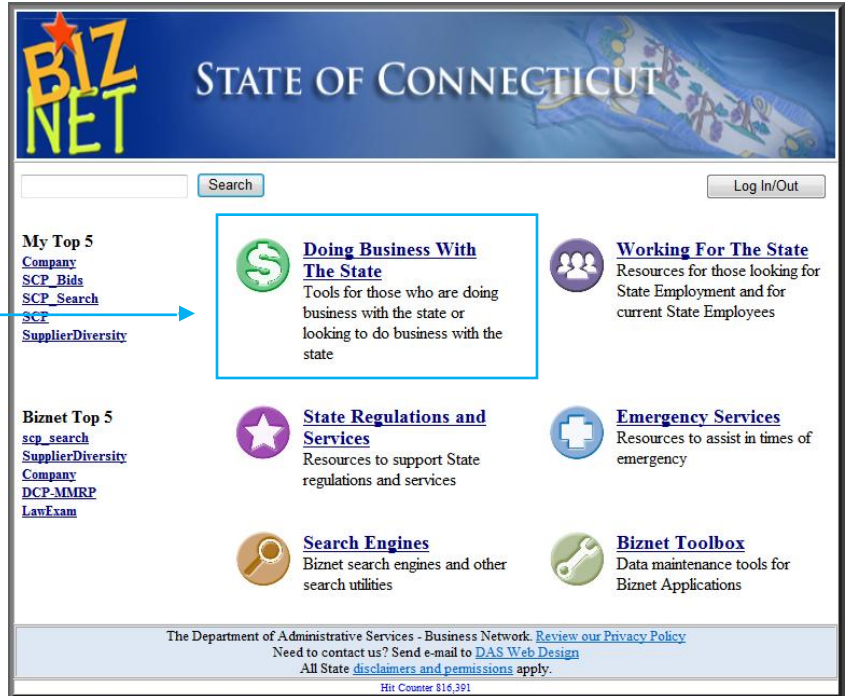 BIZ
NET
STATE OF CONNECTICUT
Search
Log In/Out
My Top 5
Company
SCP_Bids
SCP_Search
SCP
SupplierDiversity
Doing Business With
The State
Tools for those who are doing
business with the state or
looking to do business with the
state
Working For The State
Resources for those looking for
State Employment and for
current State Employees
Biznet Top 5
scp_search
SupplierDiversity
Company
DCP-MMRP
LawExam
State Regulations and
Services
Resources to support State
regulations and services
Emergency Services
Resources to assist in times of
emergency
Search Engines
Biznet search engines and other
search utilities
Biznet Toolbox
Data maintenance tools for
Biznet Applications
The Department of Administrative Services - Business Network. Review our Privacy Policy
Need to contact us? Send e-mail to DAS Web Design
All State disclaimers and permissions apply.
Hit Counter 816,391